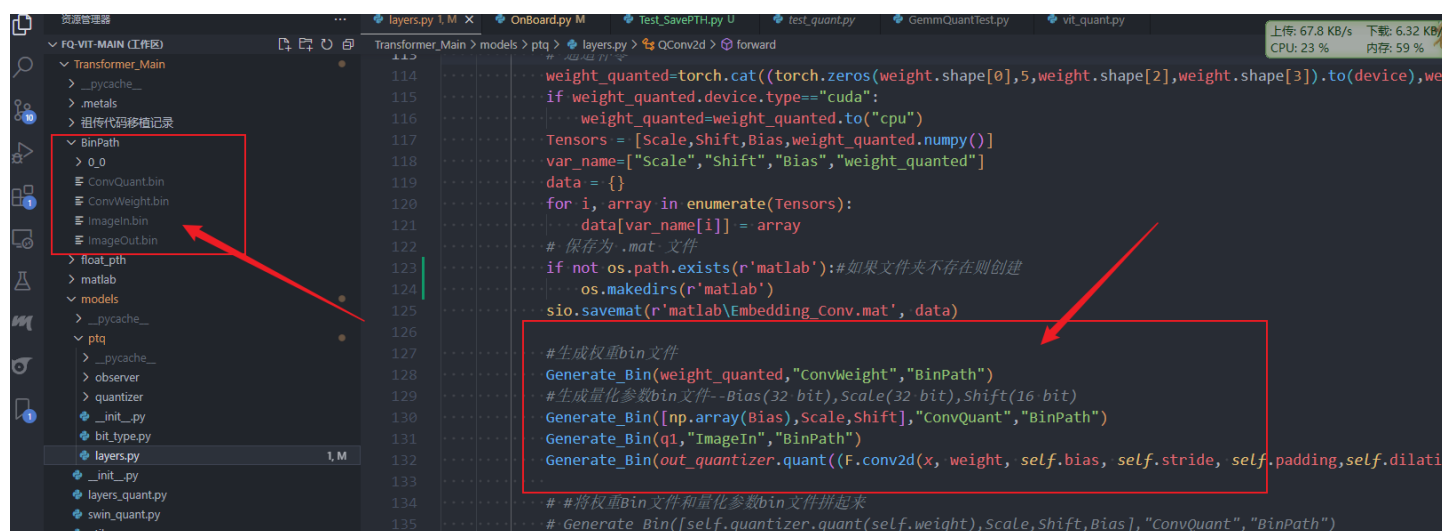 资源管理器
···
layers.py 1, M ×
OnBoard.py M
Test_SavePTH.py U
test_quant.py
GemmQuantTest.py
vit_quant.py
上传: 67.8 KB/s 下载: 6.32 KB/
CPU: 23 % 内存: 59 %
FQ-VIT-MAIN (工作区)
Transformer_Main > models > ptq > layers.py > QConv2d > forward
Transformer_Main
__pycache__
.metals
祖传代码移植记录
BinPath
0_0
ConvQuant.bin
ConvWeight.bin
ImageIn.bin
ImageOut.bin
float_pth
matlab
models
__pycache__
ptq
__pycache__
observer
quantizer
__init__.py
bit_type.py
layers.py 1, M
__init__.py
layers_quant.py
swin_quant.py
10
1
1
113 # 通道补零
114 weight_quanted=torch.cat((torch.zeros(weight.shape[0],5,weight.shape[2],weight.shape[3]).to(device),we
115 if weight_quanted.device.type=="cuda":
116 weight_quanted=weight_quanted.to("cpu")
117 Tensors = [Scale,Shift,Bias,weight_quanted.numpy()]
118 var_name=["Scale","Shift","Bias","weight_quanted"]
119 data = {}
120 for i, array in enumerate(Tensors):
121 data[var_name[i]] = array
122 # 保存为 .mat 文件
123 if not os.path.exists(r'matlab'):#如果文件夹不存在则创建
124 os.makedirs(r'matlab')
125 sio.savemat(r'matlab\Embedding_Conv.mat', data)
126
127 #生成权重bin文件
128 Generate_Bin(weight_quanted,"ConvWeight","BinPath")
129 #生成量化参数bin文件--Bias(32 bit),Scale(32 bit),Shift(16 bit)
130 Generate_Bin([np.array(Bias),Scale,Shift],"ConvQuant","BinPath")
131 Generate_Bin(q1,"ImageIn","BinPath")
132 Generate_Bin(out_quantizer.quant((F.conv2d(x, weight, self.bias, self.stride, self.padding,self.dilati
133
134 # #将权重Bin文件和量化参数bin文件拼起来
135 # Generate_Bin([self.quantizer.quant(self.weight),Scale,Shift,Bias],"ConvQuant","BinPath")